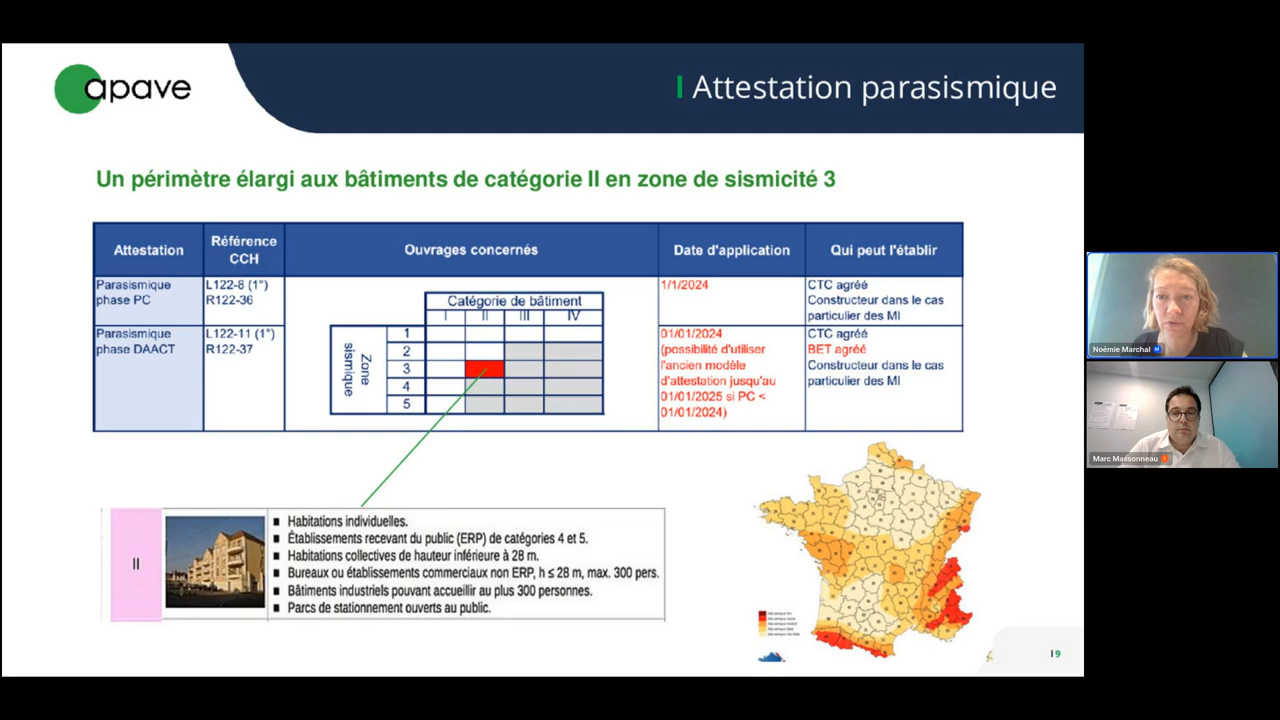 apave
Attestation parasismique
Un périmètre élargi aux bâtiments de catégorie II en zone de sismicité 3
Attestation
Référence
CCH
Ouvrages concernés
Date d'application
Qui peut l'établir
Parasismique
phase PC
L122-8 (1°)
R122-36
1/1/2024
CTC agréé
Constructeur dans le cas
particulier des MI
Parasismique
phase DAACT
L122-11 (1°)
R122-37
Catégorie de bâtiment
I II III IV
Zone
sismique
1
2
3
4
5
01/01/2024
(possibilité d'utiliser
l'ancien modèle
d'attestation jusqu'au
01/01/2025 si PC <
01/01/2024)
CTC agréé
BET agréé
Constructeur dans le cas
particulier des MI
II
■ Habitations individuelles.
■ Établissements recevant du public (ERP) de catégories 4 et 5.
■ Habitations collectives de hauteur inférieure à 28 m.
■ Bureaux ou établissements commerciaux non ERP, h ≤ 28 m, max. 300 pers.
■ Bâtiments industriels pouvant accueillir au plus 300 personnes.
■ Parcs de stationnement ouverts au public.
I 9
Noémie Marchal
Marc Massonneau